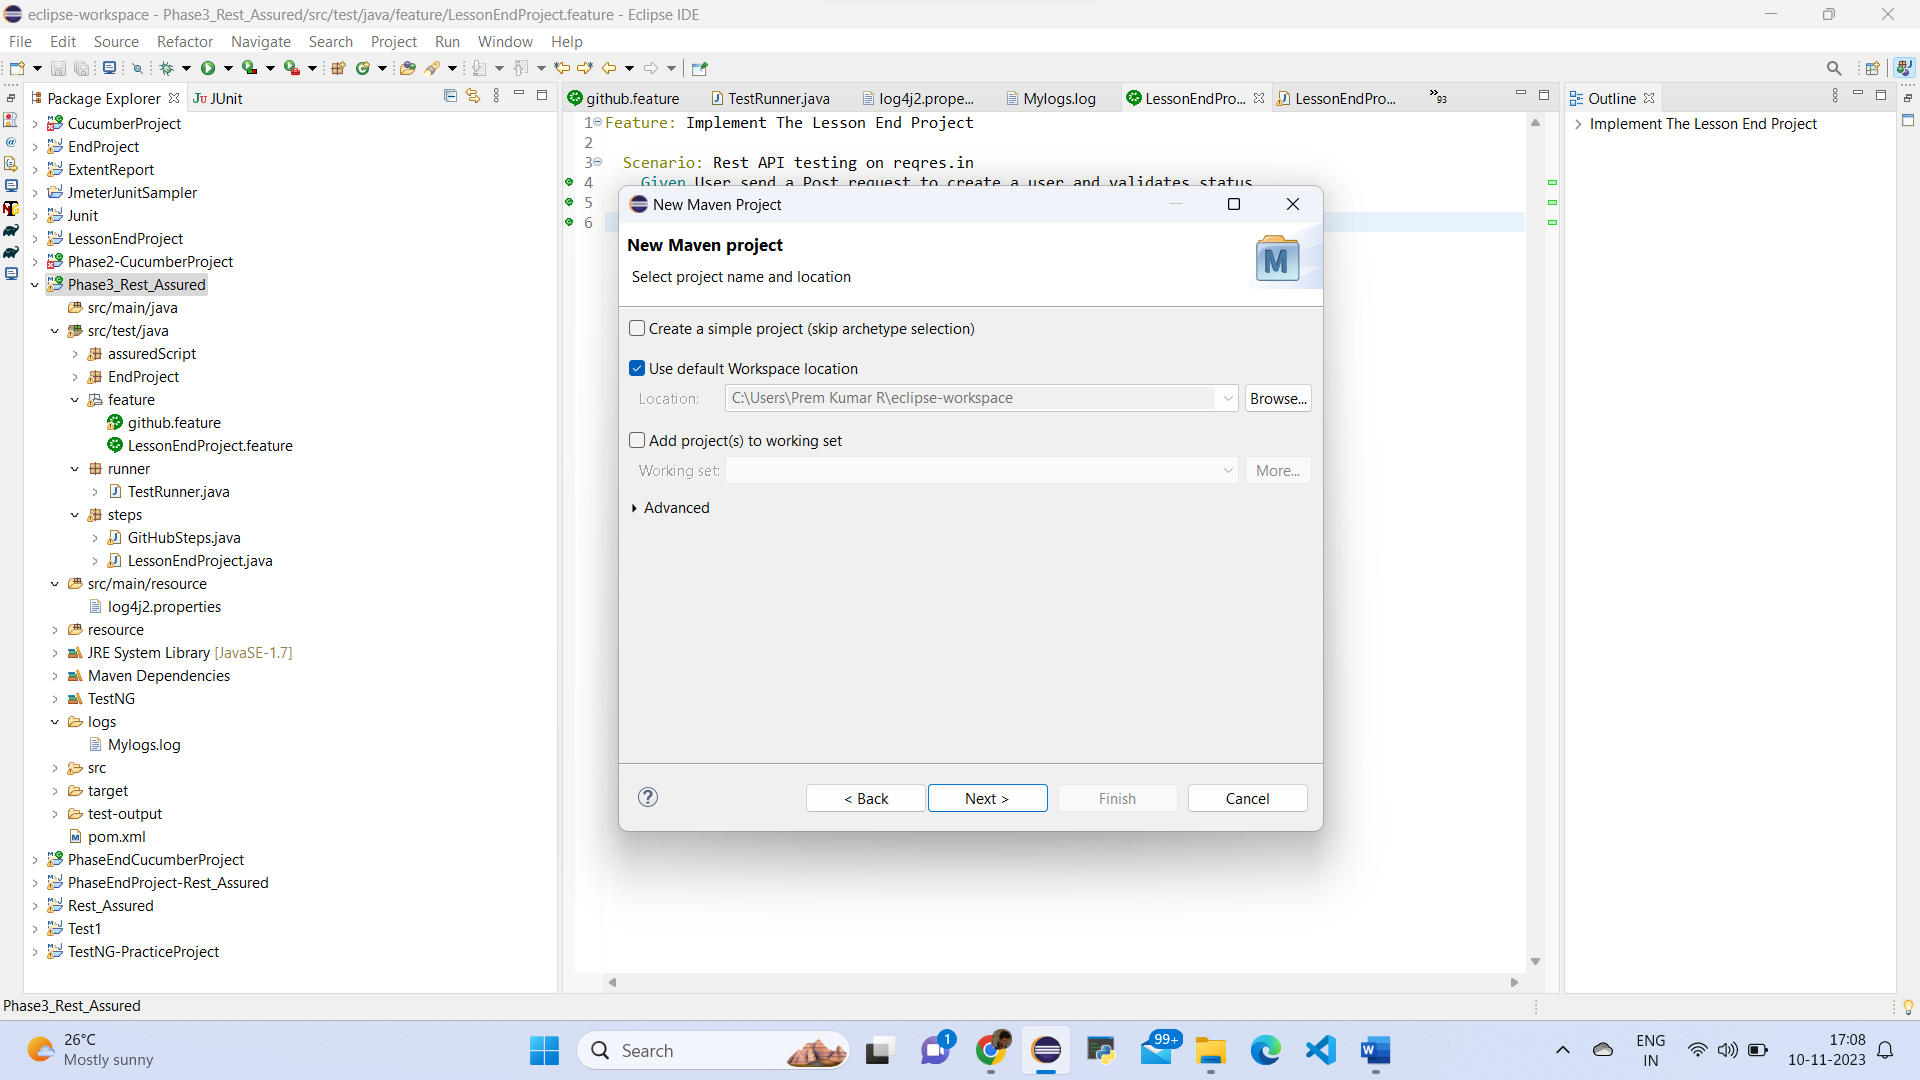 eclipse-workspace - Phase3_Rest_Assured/src/test/java/feature/LessonEndProject.feature - Eclipse IDE
File Edit Source Refactor Navigate Search Project Run Window Help
Package Explorer JUnit
github.feature TestRunner.java log4j2.prope... Mylogs.log LessonEndPro... LessonEndPro... »93
Outline
Implement The Lesson End Project
CucumberProject
EndProject
ExtentReport
JmeterJunitSampler
Junit
LessonEndProject
Phase2-CucumberProject
Phase3_Rest_Assured
src/main/java
src/test/java
assuredScript
EndProject
feature
github.feature
LessonEndProject.feature
runner
TestRunner.java
steps
GitHubSteps.java
LessonEndProject.java
src/main/resource
log4j2.properties
resource
JRE System Library [JavaSE-1.7]
Maven Dependencies
TestNG
logs
Mylogs.log
src
target
test-output
pom.xml
PhaseEndCucumberProject
PhaseEndProject-Rest_Assured
Rest_Assured
Test1
TestNG-PracticeProject
1 Feature: Implement The Lesson End Project
2
3 Scenario: Rest API testing on reqres.in
4 Given User send a Post request to create a user and validates status
5
6
New Maven Project
New Maven project
Select project name and location
M
Create a simple project (skip archetype selection)
Use default Workspace location
Location: C:\Users\Prem Kumar R\eclipse-workspace Browse...
Add project(s) to working set
Working set: More...
Advanced
? < Back Next > Finish Cancel
Phase3_Rest_Assured
26°C
Mostly sunny
Search
1
99+
ENG
IN
17:08
10-11-2023